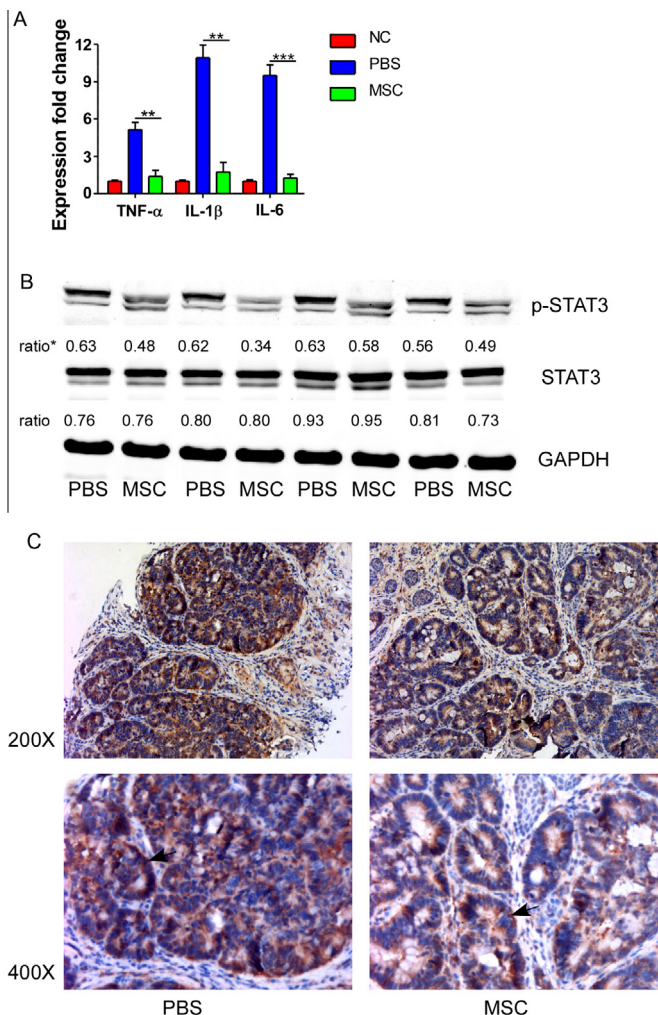 A
Expression fold change
12
9
6
3
0
**
**
***
TNF-α IL-1β IL-6
NC
PBS
MSC
B
p-STAT3
ratio* 0.63 0.48 0.62 0.34 0.63 0.58 0.56 0.49
STAT3
ratio 0.76 0.76 0.80 0.80 0.93 0.95 0.81 0.73
GAPDH
PBS MSC PBS MSC PBS MSC PBS MSC
C
200X
400X
PBS MSC